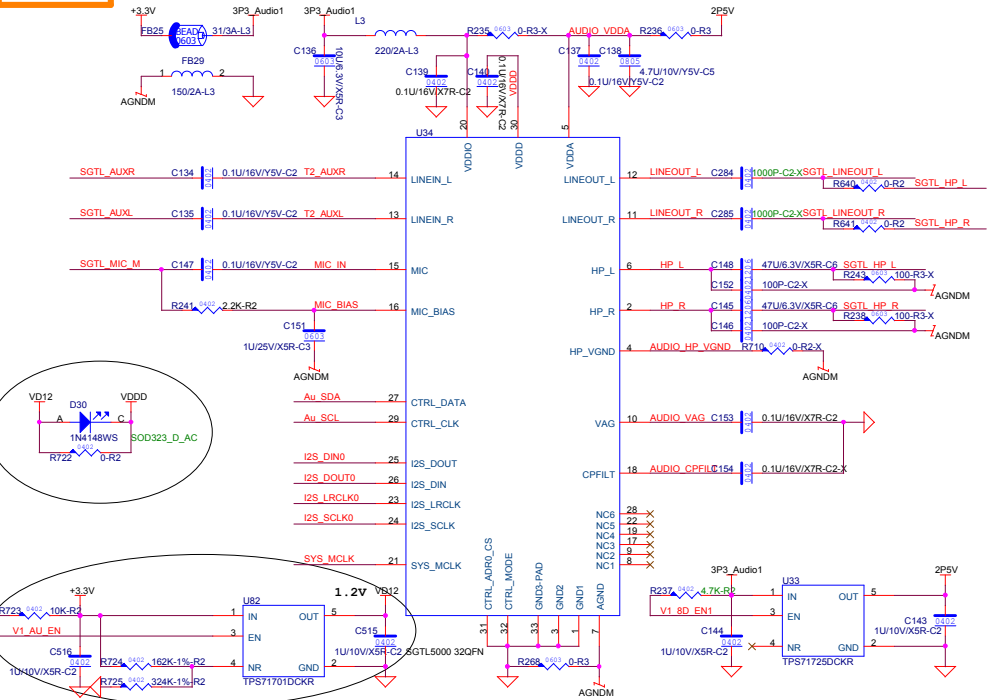 +3.3V
3P3_Audio1
3P3_Audio1
2P5V
FB25
BEAD
0603
31/3A-L3
L3
220/2A-L3
R235
0603
0-R3-X
AUDIO_VDDA
R236
0603
0-R3
C136
0603
10U/6.3V/X5R-C3
FB29
1
2
150/2A-L3
AGNDM
C139
0402
0.1U/16V/X7R-C2
C140
0402
0.1U/16V/X7R-C2
VDDD
C137
0402
0.1U/16V/Y5V-C2
C138
0805
4.7U/10V/Y5V-C5
U34
20
VDDIO
30
VDDD
5
VDDA
SGTL_AUXR
C134
0402
0.1U/16V/Y5V-C2
T2_AUXR
14
LINEIN_L
SGTL_AUXL
C135
0402
0.1U/16V/Y5V-C2
T2_AUXL
13
LINEIN_R
SGTL_MIC_M
C147
0402
0.1U/16V/Y5V-C2
MIC_IN
15
MIC
R241
0402
2.2K-R2
MIC_BIAS
16
MIC_BIAS
C151
0603
1U/25V/X5R-C3
AGNDM
LINEOUT_L
12
LINEOUT_L
C284
0402
1000P-C2-X
SGTL_LINEOUT_L
R640
0402
0-R2
SGTL_HP_L
LINEOUT_R
11
LINEOUT_R
C285
0402
1000P-C2-X
SGTL_LINEOUT_R
R641
0402
0-R2
SGTL_HP_R
HP_L
6
HP_L
C148
47U/6.3V/X5R-C6
SGTL_HP_L
R243
0603
100-R3-X
C152
100P-C2-X
AGNDM
HP_R
2
HP_R
C145
47U/6.3V/X5R-C6
SGTL_HP_R
R238
0603
100-R3-X
C146
100P-C2-X
AGNDM
HP_VGND
4
AUDIO_HP_VGND
R710
0402
0-R2-X
AGNDM
VD12
VDDD
D30
A
C
1N4148WS
SOD323_D_AC
R722
0402
0-R2
Au_SDA
27
CTRL_DATA
Au_SCL
29
CTRL_CLK
I2S_DIN0
25
I2S_DOUT
I2S_DOUT0
26
I2S_DIN
I2S_LRCLK0
23
I2S_LRCLK
I2S_SCLK0
24
I2S_SCLK
SYS_MCLK
21
SYS_MCLK
VAG
10
AUDIO_VAG
C153
0402
0.1U/16V/X7R-C2
CPFILT
18
AUDIO_CPFILT
C154
0402
0.1U/16V/X7R-C2-X
NC6
28
NC5
22
NC4
19
NC3
17
NC2
9
NC1
8
CTRL_ADR0_CS
CTRL_MODE
GND3-PAD
GND2
GND1
AGND
31
32
33
3
1
7
SGTL5000 32QFN
R268
0603
0-R3
AGNDM
+3.3V
R723
0402
10K-R2
V1_AU_EN
C516
0402
1U/10V/X5R-C2
R724
0402
162K-1%-R2
R725
0402
324K-1%-R2
U82
1
IN
3
EN
4
NR
OUT
5
GND
2
TPS71701DCKR
1.2V
VD12
C515
0402
1U/10V/X5R-C2
3P3_Audio1
R237
0402
4.7K-R2
V1_8D_EN1
C144
0402
1U/10V/X5R-C2
U33
1
IN
3
EN
4
NR
OUT
5
GND
2
TPS71725DCKR
2P5V
C143
0402
1U/10V/X5R-C2